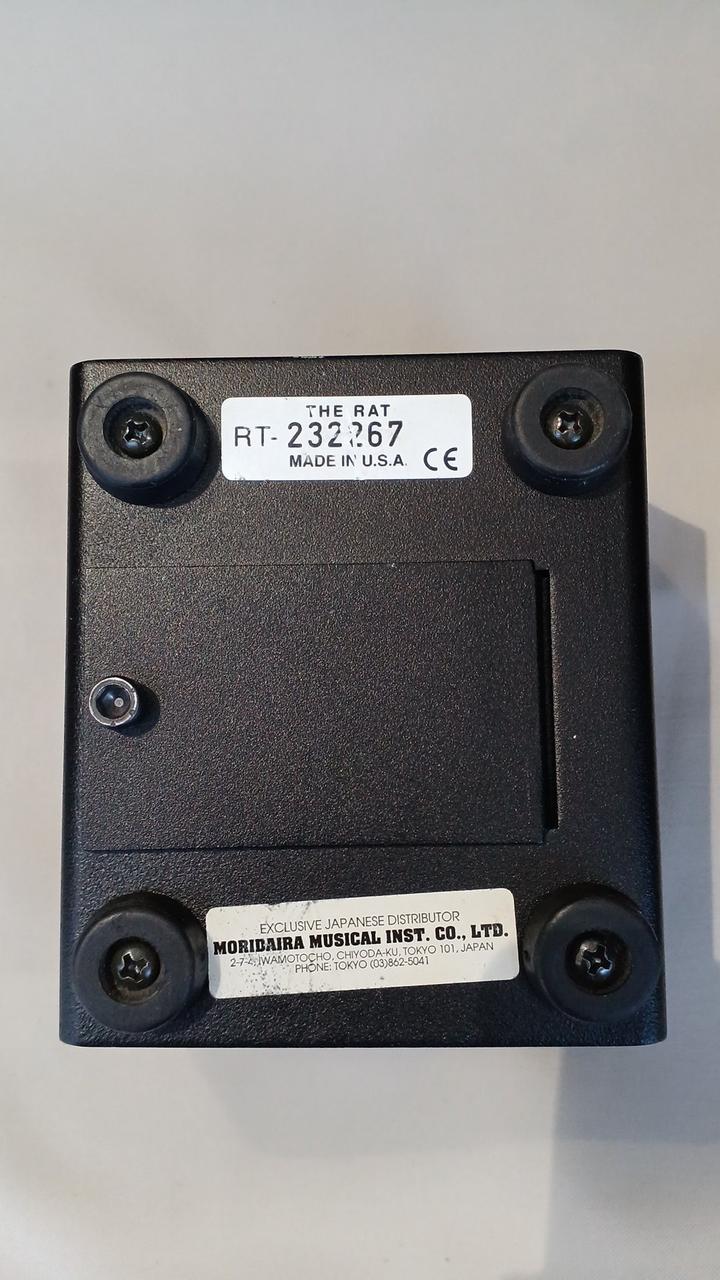 THE RAT
RT- 232267
MADE IN U.S.A. CE
EXCLUSIVE JAPANESE DISTRIBUTOR
MORIDAIRA MUSICAL INST. CO., LTD.
2-7-4, IWAMOTOCHO, CHIYODA-KU, TOKYO 101, JAPAN
PHONE: TOKYO (03)862-5041